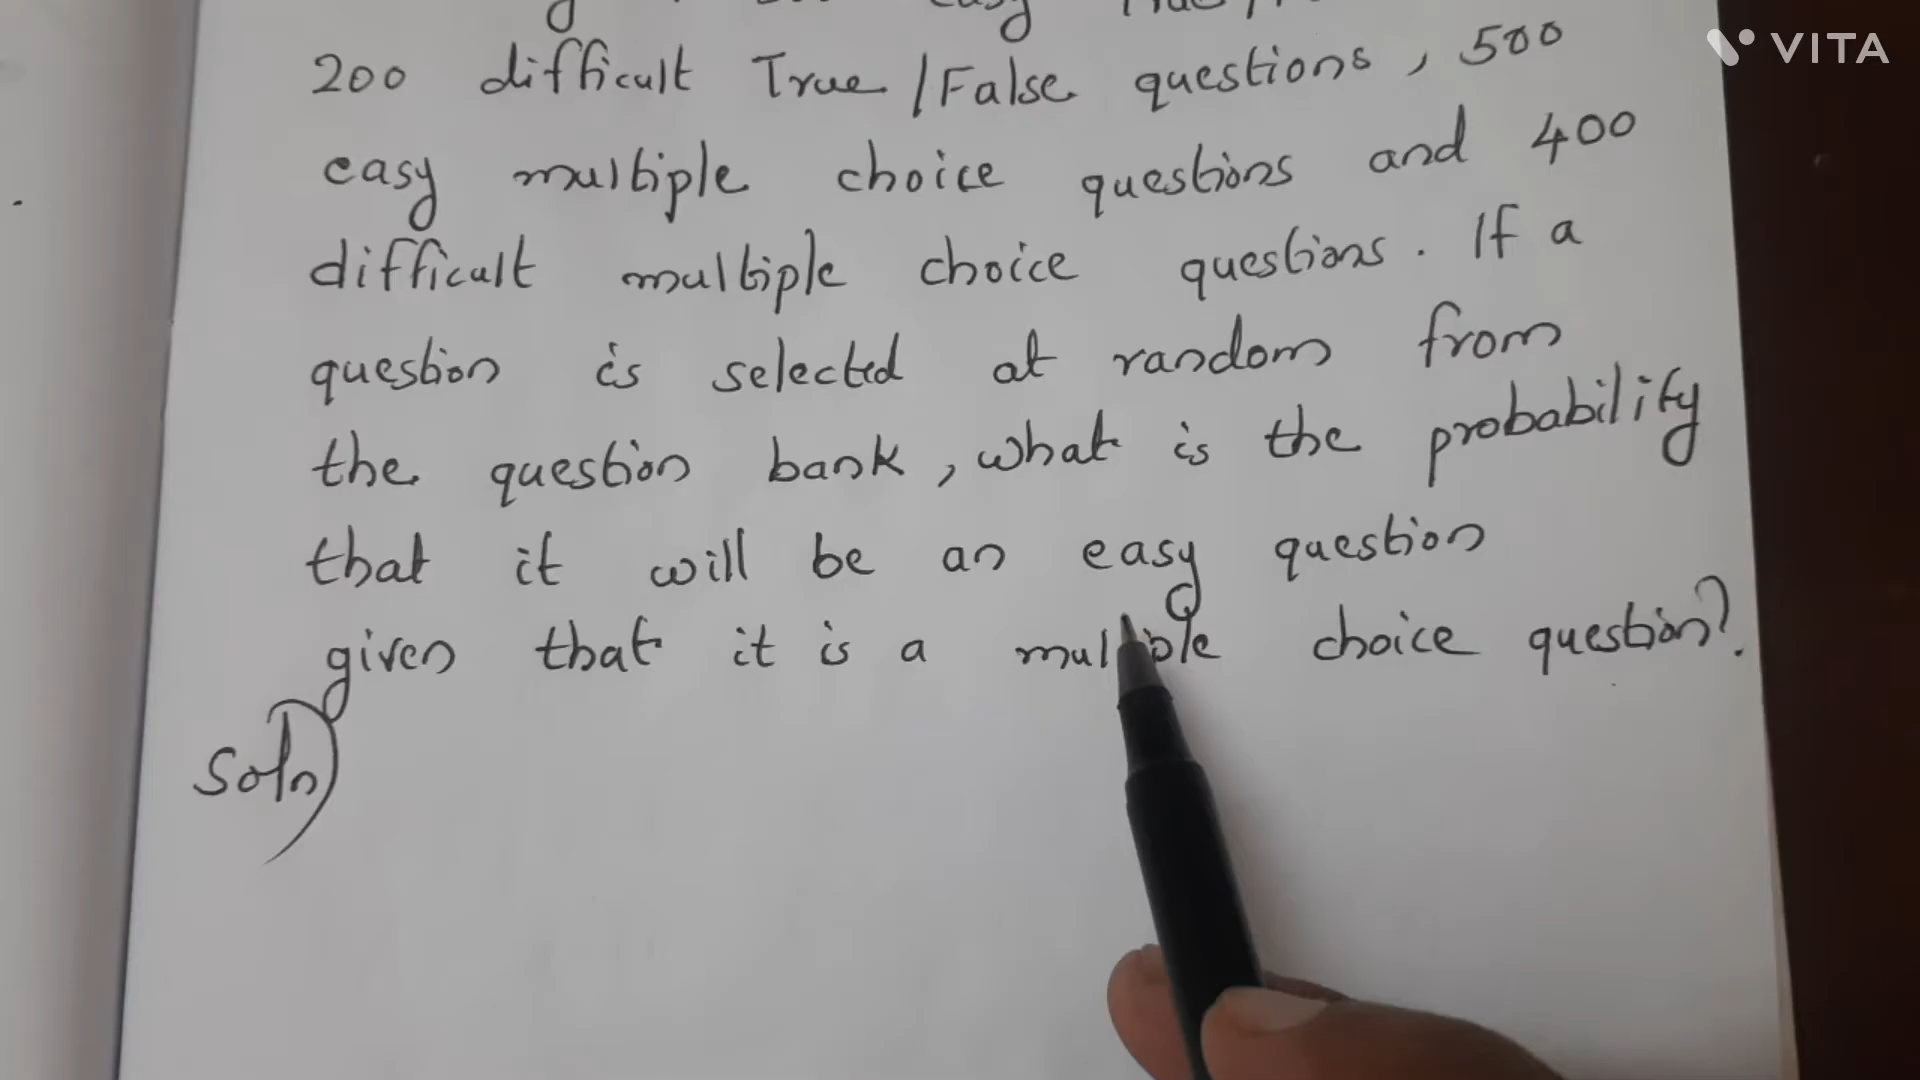 easy True/
200 difficult True/False questions, 500
easy multiple choice questions and 400
difficult multiple choice questions. If a
question is selected at random from
the question bank, what is the probability
that it will be an easy question
given that it is a multiple choice question?.
Soln)
VITA